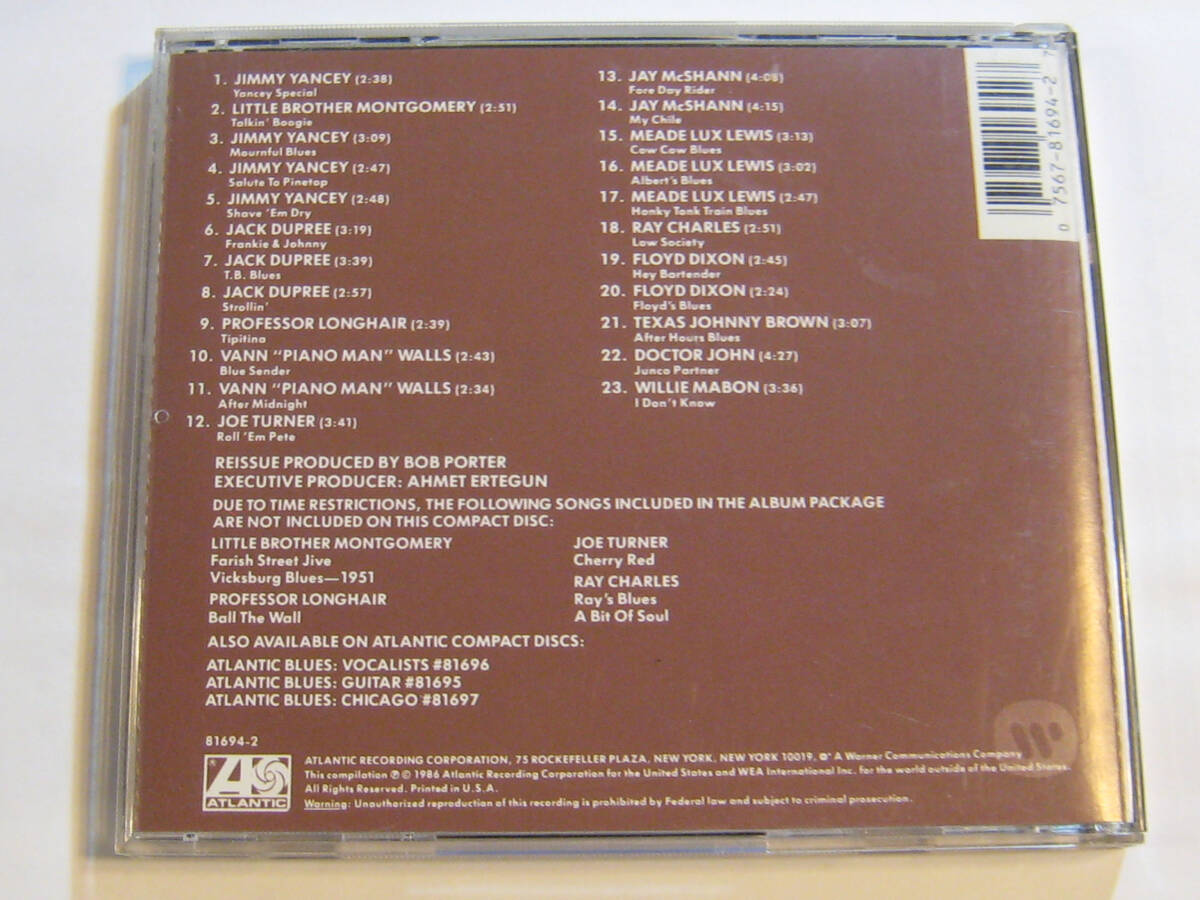 1. JIMMY YANCEY (2:38)
Yancey Special
2. LITTLE BROTHER MONTGOMERY (2:51)
Talkin' Boogie
3. JIMMY YANCEY (3:09)
Mournful Blues
4. JIMMY YANCEY (2:47)
Salute To Pinetop
5. JIMMY YANCEY (2:48)
Shave 'Em Dry
6. JACK DUPREE (3:19)
Frankie & Johnny
7. JACK DUPREE (3:39)
T.B. Blues
8. JACK DUPREE (2:57)
Strollin'
9. PROFESSOR LONGHAIR (2:39)
Tipitina
10. VANN "PIANO MAN" WALLS (2:43)
Blue Sender
11. VANN "PIANO MAN" WALLS (2:34)
After Midnight
12. JOE TURNER (3:41)
Roll 'Em Pete
13. JAY McSHANN (4:08)
Fore Day Rider
14. JAY McSHANN (4:15)
My Chile
15. MEADE LUX LEWIS (3:13)
Cow Cow Blues
16. MEADE LUX LEWIS (3:02)
Albert's Blues
17. MEADE LUX LEWIS (2:47)
Honky Tonk Train Blues
18. RAY CHARLES (2:51)
Low Society
19. FLOYD DIXON (2:45)
Hey Bartender
20. FLOYD DIXON (2:24)
Floyd's Blues
21. TEXAS JOHNNY BROWN (3:07)
After Hours Blues
22. DOCTOR JOHN (4:27)
Junco Partner
23. WILLIE MABON (3:36)
I Don't Know
0 7567-81694-2 7
REISSUE PRODUCED BY BOB PORTER
EXECUTIVE PRODUCER: AHMET ERTEGUN
DUE TO TIME RESTRICTIONS, THE FOLLOWING SONGS INCLUDED IN THE ALBUM PACKAGE
ARE NOT INCLUDED ON THIS COMPACT DISC:
LITTLE BROTHER MONTGOMERY
Farish Street Jive
Vicksburg Blues—1951
PROFESSOR LONGHAIR
Ball The Wall
JOE TURNER
Cherry Red
RAY CHARLES
Ray's Blues
A Bit Of Soul
ALSO AVAILABLE ON ATLANTIC COMPACT DISCS:
ATLANTIC BLUES: VOCALISTS #81696
ATLANTIC BLUES: GUITAR #81695
ATLANTIC BLUES: CHICAGO #81697
81694-2
ATLANTIC
ATLANTIC RECORDING CORPORATION, 75 ROCKEFELLER PLAZA, NEW YORK, NEW YORK 10019, A Warner Communications Company
This compilation ℗ © 1986 Atlantic Recording Corporation for the United States and WEA International Inc. for the world outside of the United States.
All Rights Reserved. Printed in U.S.A.
Warning: Unauthorized reproduction of this recording is prohibited by Federal law and subject to criminal prosecution.